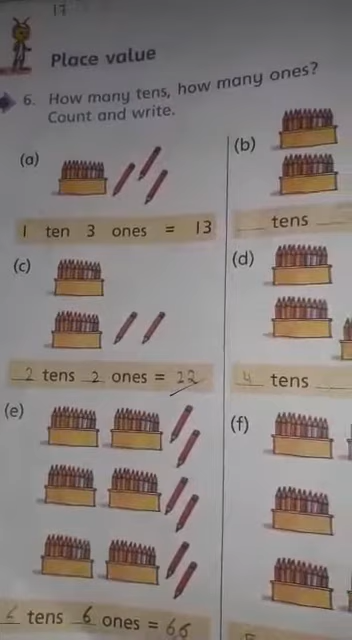 17
Place value
6. How many tens, how many ones?
Count and write.
(a)
1 ten 3 ones = 13
(b)
tens
(c)
2 tens 2 ones = 22
(d)
4 tens
(e)
tens 6 ones = 66
(f)